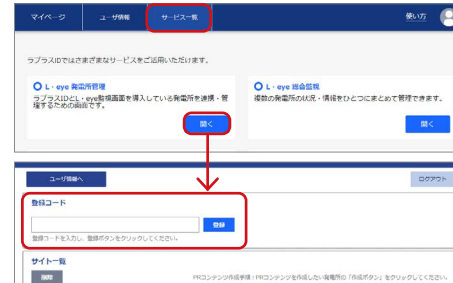 マイページ ユーザ情報 サービス一覧 使い方
ラプラスIDではさまざまなサービスをご活用いただけます。
L・eye 発電所管理
ラプラスIDとL・eye監視画面を導入している発電所を連携・管
理するための画面です。
開く
L・eye 総合監視
複数の発電所の状況・情報をひとつにまとめて管理できます。
開く
ユーザ情報へ ログアウト
登録コード
登録
登録コードを入力し、登録ボタンをクリックしてください。
サイト一覧
削除 PRコンテンツ作成手順:PRコンテンツを作成したい発電所の「作成ボタン」をクリックしてください。